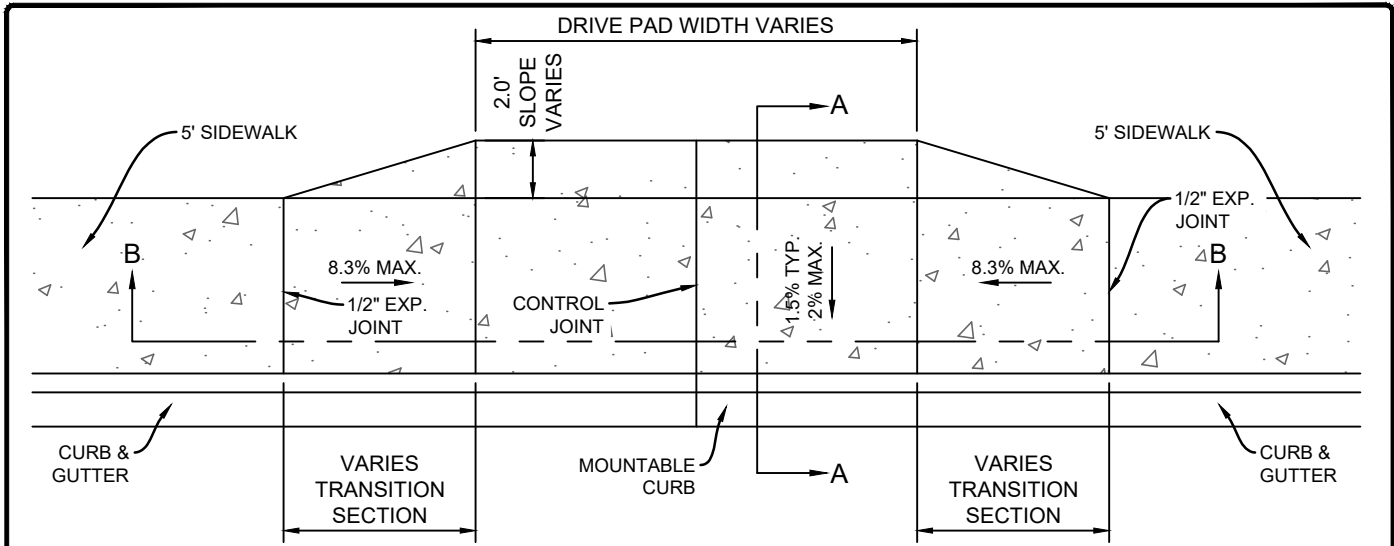 DRIVE PAD WIDTH VARIES
2.0'
SLOPE
VARIES
A
5' SIDEWALK
5' SIDEWALK
1/2" EXP.
JOINT
B
8.3% MAX.
1/2" EXP.
JOINT
CONTROL
JOINT
1.5% TYP.
2% MAX.
8.3% MAX.
B
CURB &
GUTTER
VARIES
TRANSITION
SECTION
MOUNTABLE
CURB
A
VARIES
TRANSITION
SECTION
CURB &
GUTTER